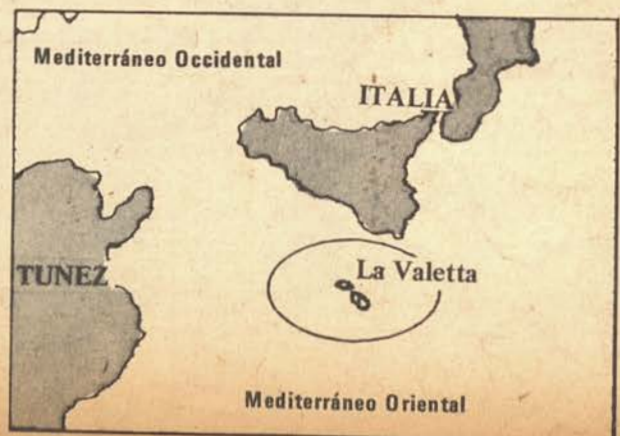 Mediterráneo Occidental
ITALIA
TUNEZ
La Valetta
Mediterráneo Oriental